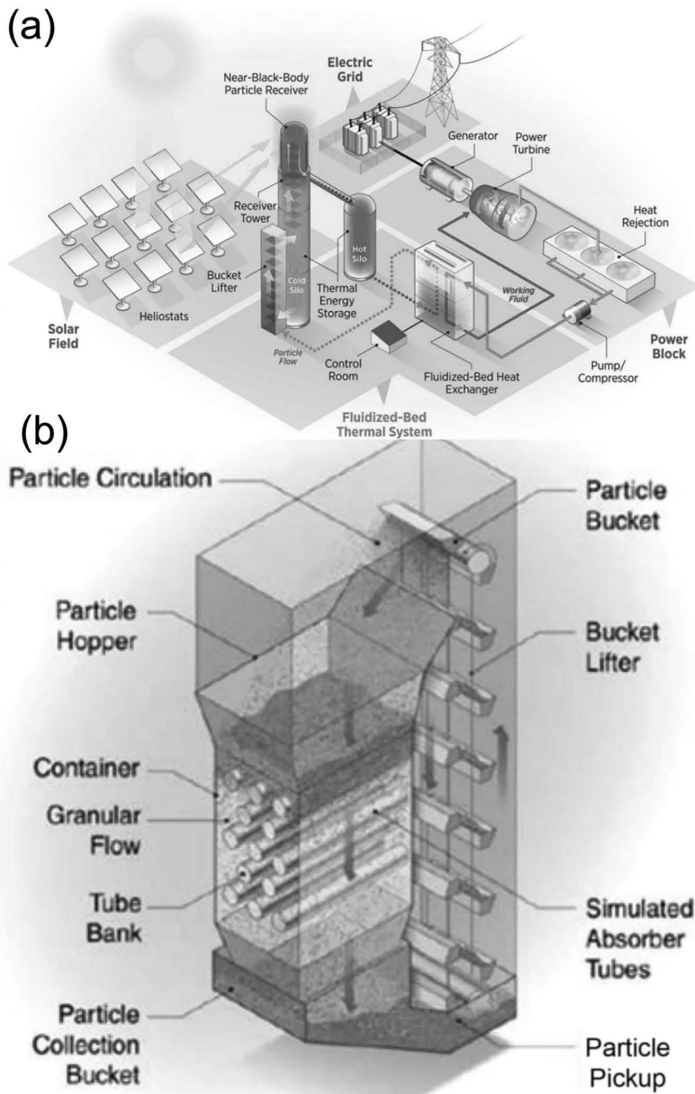 (a)
Near-Black-Body
Particle Receiver
Electric
Grid
Generator
Power
Turbine
Receiver
Tower
Heat
Rejection
Bucket
Lifter
Cold Silo
Hot
Silo
Thermal
Energy
Storage
Working
Fluid
Heliostats
Solar
Field
Particle
Flow
Control
Room
Fluidized-Bed Heat
Exchanger
Pump/
Compressor
Power
Block
Fluidized-Bed
Thermal System
(b)
Particle Circulation
Particle
Bucket
Particle
Hopper
Bucket
Lifter
Container
Granular
Flow
Tube
Bank
Simulated
Absorber
Tubes
Particle
Collection
Bucket
Particle
Pickup